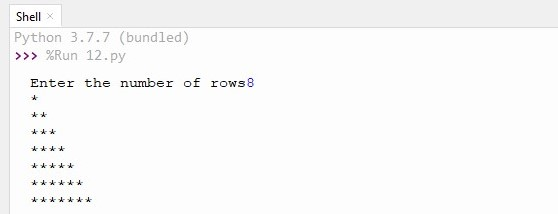 Shell ×
Python 3.7.7 (bundled)
>>> %Run 12.py
Enter the number of rows8
*
**
***
****
*****
******
*******